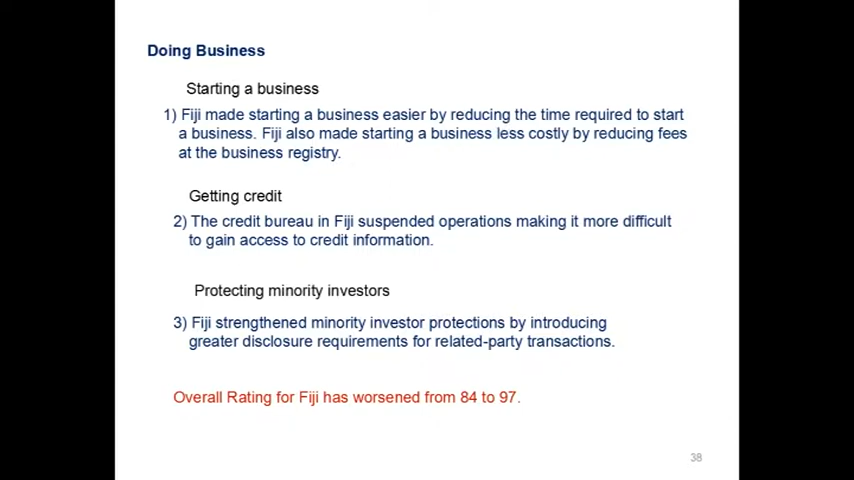 Doing Business
Starting a business
1) Fiji made starting a business easier by reducing the time required to start
a business. Fiji also made starting a business less costly by reducing fees
at the business registry.
Getting credit
2) The credit bureau in Fiji suspended operations making it more difficult
to gain access to credit information.
Protecting minority investors
3) Fiji strengthened minority investor protections by introducing
greater disclosure requirements for related-party transactions.
Overall Rating for Fiji has worsened from 84 to 97.
38